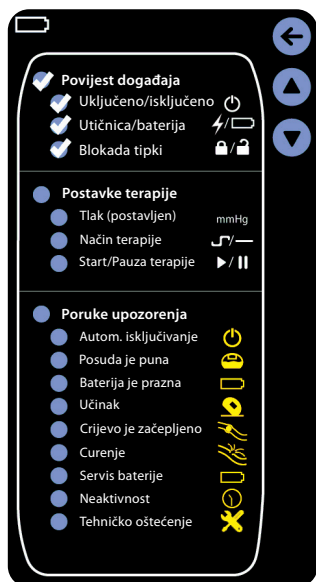 Povijest događaja
Uključeno/isključeno
Utičnica/baterija
Blokada tipki
Postavke terapije
Tlak (postavljen) mmHg
Način terapije
Start/Pauza terapije
Poruke upozorenja
Autom. isključivanje
Posuda je puna
Baterija je prazna
Učinak
Crijevo je začepljeno
Curenje
Servis baterije
Neaktivnost
Tehničko oštećenje